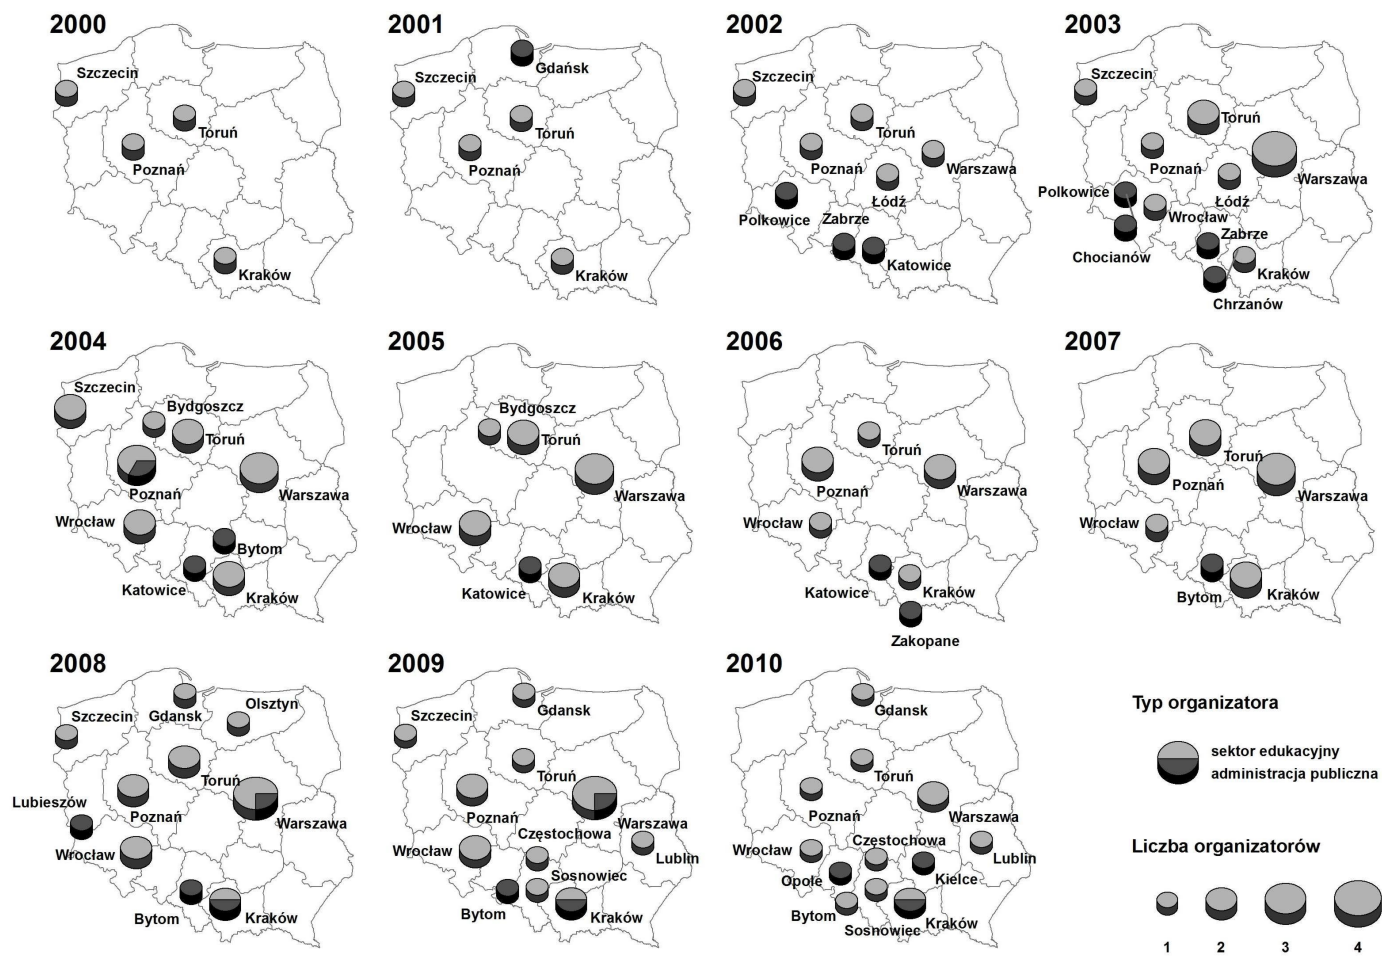 2000
Szczecin
Toruń
Poznań
Kraków
2001
Gdańsk
Szczecin
Toruń
Poznań
Kraków
2002
Szczecin
Toruń
Poznań
Warszawa
Łódź
Polkowice
Zabrze
Katowice
2003
Szczecin
Toruń
Poznań
Warszawa
Polkowice
Łódź
Wrocław
Zabrze
Chocianów
Kraków
Chrzanów
2004
Szczecin
Bydgoszcz
Toruń
Poznań
Warszawa
Wrocław
Bytom
Katowice
Kraków
2005
Bydgoszcz
Toruń
Warszawa
Wrocław
Katowice
Kraków
2006
Toruń
Poznań
Warszawa
Wrocław
Katowice
Kraków
Zakopane
2007
Toruń
Poznań
Warszawa
Wrocław
Bytom
Kraków
2008
Szczecin
Gdansk
Olsztyn
Toruń
Lubieszów
Poznań
Warszawa
Wrocław
Bytom
Kraków
2009
Szczecin
Gdansk
Toruń
Poznań
Warszawa
Częstochowa
Wrocław
Lublin
Sosnowiec
Bytom
Kraków
2010
Gdansk
Toruń
Poznań
Warszawa
Częstochowa
Wrocław
Lublin
Opole
Kielce
Bytom
Sosnowiec
Kraków
Typ organizatora
sektor edukacyjny
administracja publiczna
Liczba organizatorów
1 2 3 4